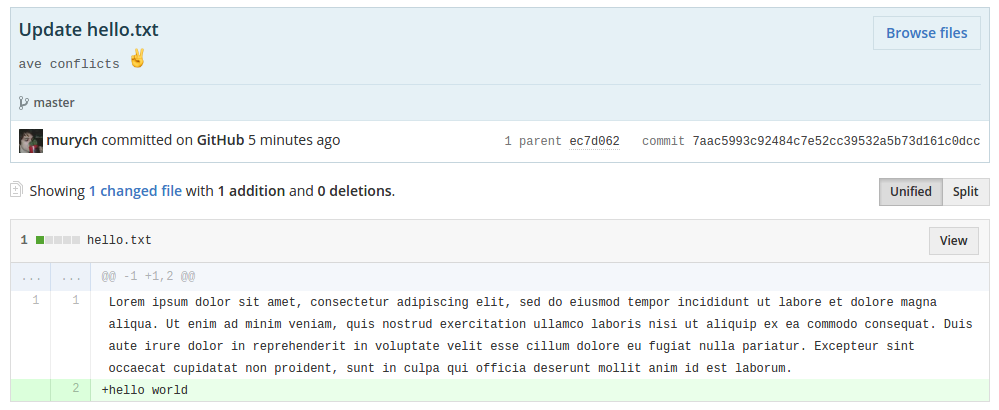 Update hello.txt
Browse files
ave conflicts ✌
master
murych committed on GitHub 5 minutes ago
1 parent ec7d062 commit 7aac5993c92484c7e52cc39532a5b73d161c0dcc
Showing 1 changed file with 1 addition and 0 deletions.
Unified Split
1 hello.txt
View
... ... @@ -1 +1,2 @@
1 1 Lorem ipsum dolor sit amet, consectetur adipiscing elit, sed do eiusmod tempor incididunt ut labore et dolore magna
aliqua. Ut enim ad minim veniam, quis nostrud exercitation ullamco laboris nisi ut aliquip ex ea commodo consequat. Duis
aute irure dolor in reprehenderit in voluptate velit esse cillum dolore eu fugiat nulla pariatur. Excepteur sint
occaecat cupidatat non proident, sunt in culpa qui officia deserunt mollit anim id est laborum.
2 +hello world